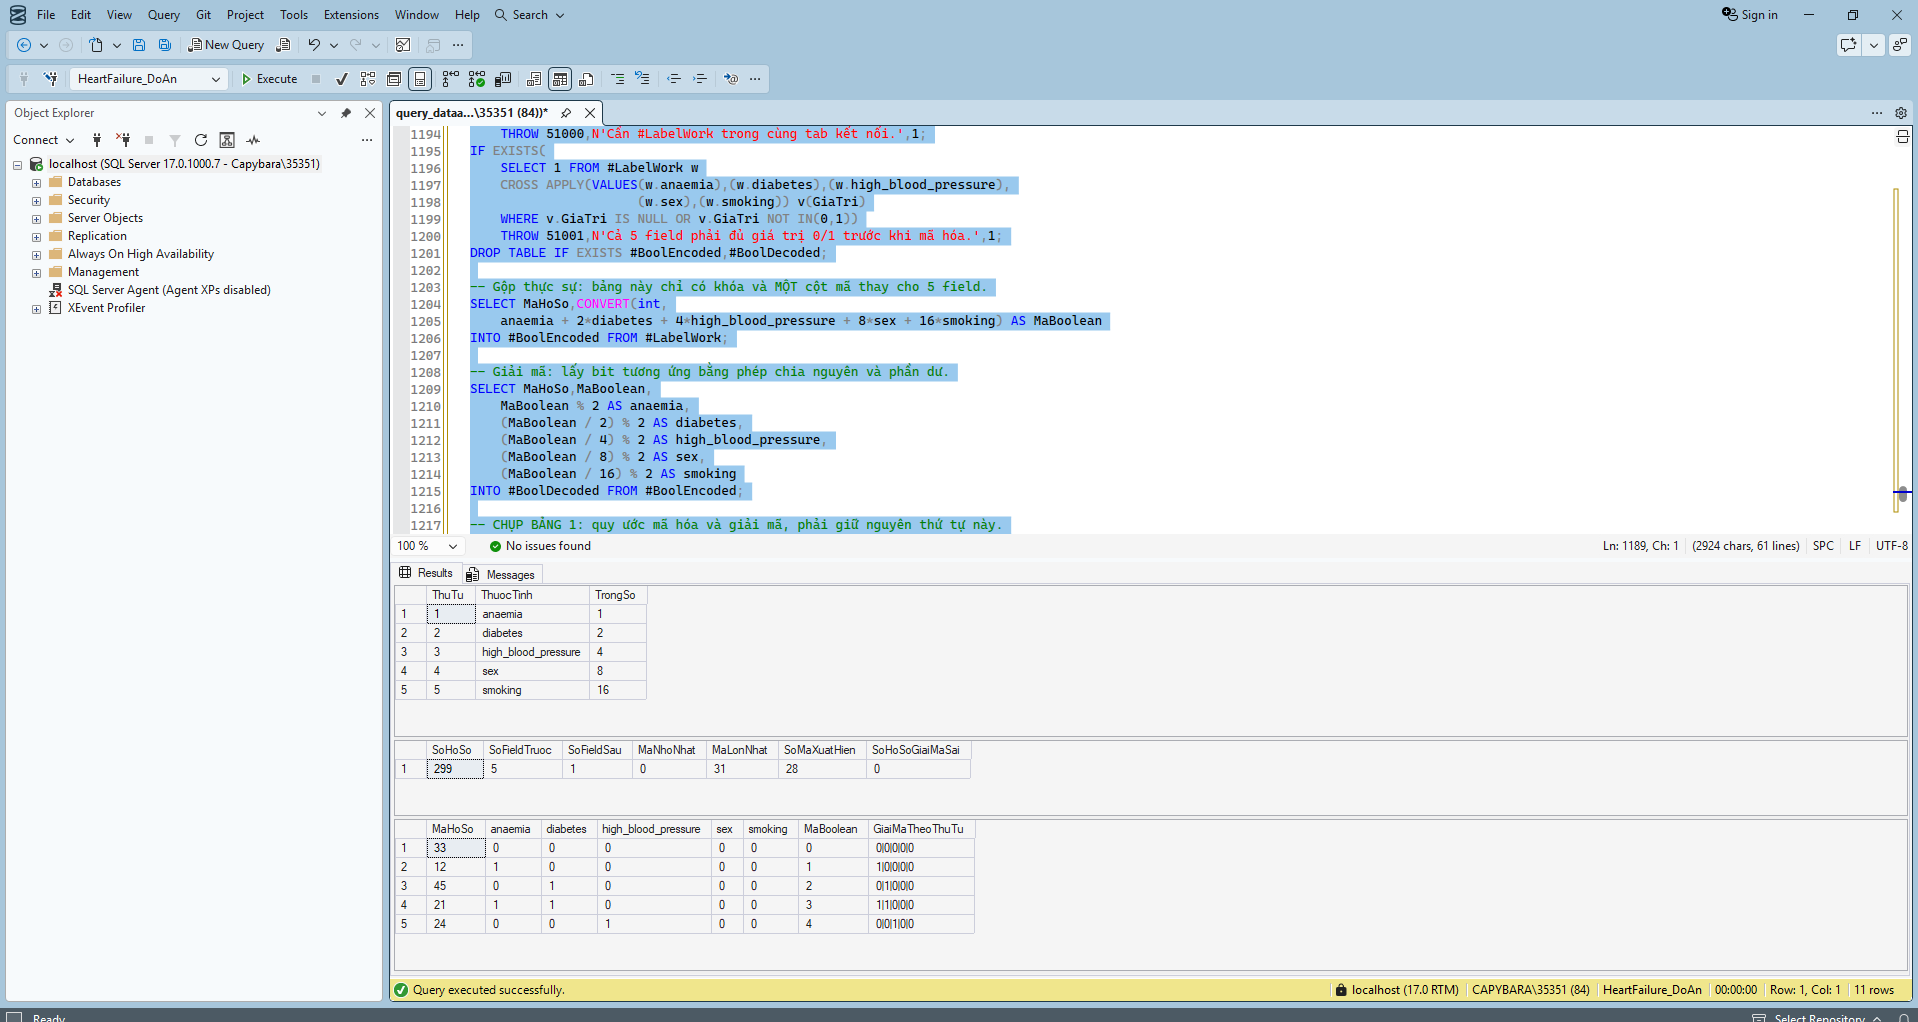 File Edit View Query Git Project Tools Extensions Window Help Search Sign in
New Query
HeartFailure_DoAn Execute
Object Explorer
Connect
localhost (SQL Server 17.0.1000.7 - Capybara\35351)
Databases
Security
Server Objects
Replication
Always On High Availability
Management
SQL Server Agent (Agent XPs disabled)
XEvent Profiler
query_dataa...\35351 (84))*
1194 THROW 51000,N'Cần #LabelWork trong cùng tab kết nối.',1;
1195 IF EXISTS(
1196 SELECT 1 FROM #LabelWork w
1197 CROSS APPLY(VALUES(w.anaemia),(w.diabetes),(w.high_blood_pressure),
1198 (w.sex),(w.smoking)) v(GiaTri)
1199 WHERE v.GiaTri IS NULL OR v.GiaTri NOT IN(0,1))
1200 THROW 51001,N'Cả 5 field phải đủ giá trị 0/1 trước khi mã hóa.',1;
1201 DROP TABLE IF EXISTS #BoolEncoded,#BoolDecoded;
1202
1203 -- Gộp thực sự: bảng này chỉ có khóa và MỘT cột mã thay cho 5 field.
1204 SELECT MaHoSo,CONVERT(int,
1205 anaemia + 2*diabetes + 4*high_blood_pressure + 8*sex + 16*smoking) AS MaBoolean
1206 INTO #BoolEncoded FROM #LabelWork;
1207
1208 -- Giải mã: lấy bit tương ứng bằng phép chia nguyên và phần dư.
1209 SELECT MaHoSo,MaBoolean,
1210 MaBoolean % 2 AS anaemia,
1211 (MaBoolean / 2) % 2 AS diabetes,
1212 (MaBoolean / 4) % 2 AS high_blood_pressure,
1213 (MaBoolean / 8) % 2 AS sex,
1214 (MaBoolean / 16) % 2 AS smoking
1215 INTO #BoolDecoded FROM #BoolEncoded;
1216
1217 -- CHỤP BẢNG 1: quy ước mã hóa và giải mã, phải giữ nguyên thứ tự này.
100 % No issues found Ln: 1189, Ch: 1 (2924 chars, 61 lines) SPC LF UTF-8
Results Messages
ThuTu ThuocTinh TrongSo
1 1 anaemia 1
2 2 diabetes 2
3 3 high_blood_pressure 4
4 4 sex 8
5 5 smoking 16
SoHoSo SoFieldTruoc SoFieldSau MaNhoNhat MaLonNhat SoMaXuatHien SoHoSoGiaiMaSai
1 299 5 1 0 31 28 0
MaHoSo anaemia diabetes high_blood_pressure sex smoking MaBoolean GiaiMaTheoThuTu
1 33 0 0 0 0 0 0 0|0|0|0|0
2 12 1 0 0 0 0 1 1|0|0|0|0
3 45 0 1 0 0 0 2 0|1|0|0|0
4 21 1 1 0 0 0 3 1|1|0|0|0
5 24 0 0 1 0 0 4 0|0|1|0|0
Query executed successfully. localhost (17.0 RTM) CAPYBARA\35351 (84) HeartFailure_DoAn 00:00:00 Row: 1, Col: 1 11 rows
Ready Select Repository